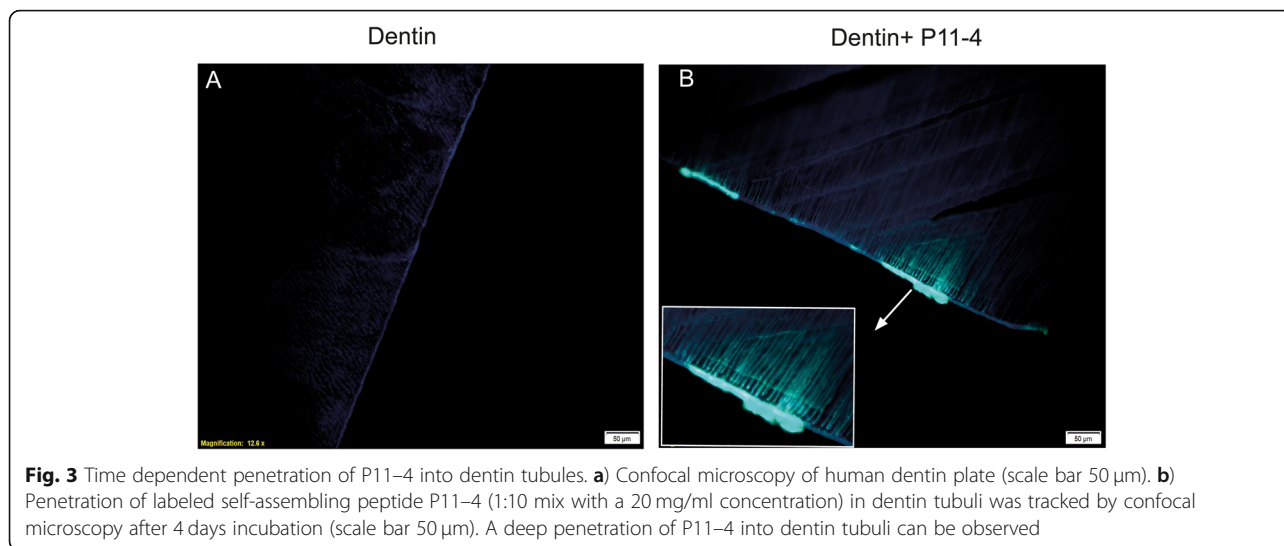 Dentin
Dentin+ P11-4
A
B
Magnification: 12.6 x
50 µm
50 µm
Fig. 3 Time dependent penetration of P11–4 into dentin tubules. a) Confocal microscopy of human dentin plate (scale bar 50 μm). b)
Penetration of labeled self-assembling peptide P11–4 (1:10 mix with a 20 mg/ml concentration) in dentin tubuli was tracked by confocal
microscopy after 4 days incubation (scale bar 50 μm). A deep penetration of P11–4 into dentin tubuli can be observed